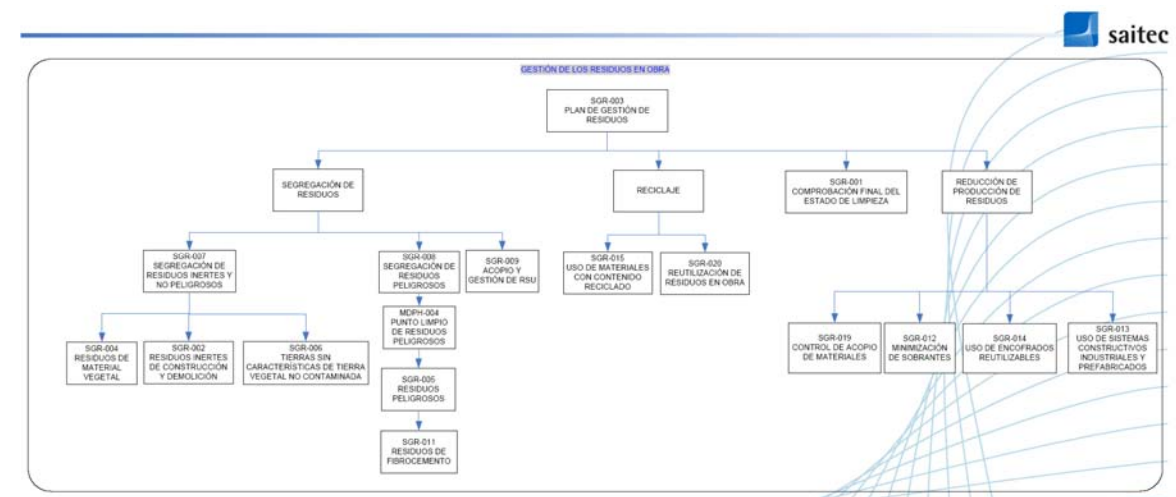 saitec
GESTIÓN DE LOS RESIDUOS EN OBRA
SGR-003
PLAN DE GESTIÓN DE
RESIDUOS
SEGREGACIÓN DE
RESIDUOS
RECICLAJE
SGR-001
COMPROBACIÓN FINAL DEL
ESTADO DE LIMPIEZA
REDUCCIÓN DE
PRODUCCIÓN DE
RESIDUOS
SGR-007
SEGREGACIÓN DE
RESIDUOS INERTES Y
NO PELIGROSOS
SGR-008
SEGREGACIÓN DE
RESIDUOS
PELIGROSOS
SGR-009
ACOPIO Y
GESTIÓN DE RSU
SGR-015
USO DE MATERIALES
CON CONTENIDO
RECICLADO
SGR-020
REUTILIZACIÓN DE
RESIDUOS EN OBRA
MDPH-004
PUNTO LIMPIO
DE RESIDUOS
PELIGROSOS
SGR-004
RESIDUOS DE
MATERIAL
VEGETAL
SGR-002
RESIDUOS INERTES
DE CONSTRUCCIÓN
Y DEMOLICIÓN
SGR-006
TIERRAS SIN
CARACTERÍSTICAS DE TIERRA
VEGETAL NO CONTAMINADA
SGR-019
CONTROL DE ACOPIO
DE MATERIALES
SGR-012
MINIMIZACIÓN DE
SOBRANTES
SGR-014
USO DE ENCOFRADOS
REUTILIZABLES
SGR-013
USO DE SISTEMAS
CONSTRUCTIVOS
INDUSTRIALES Y
PREFABRICADOS
SGR-005
RESIDUOS
PELIGROSOS
SGR-011
RESIDUOS DE
FIBROCEMENTO